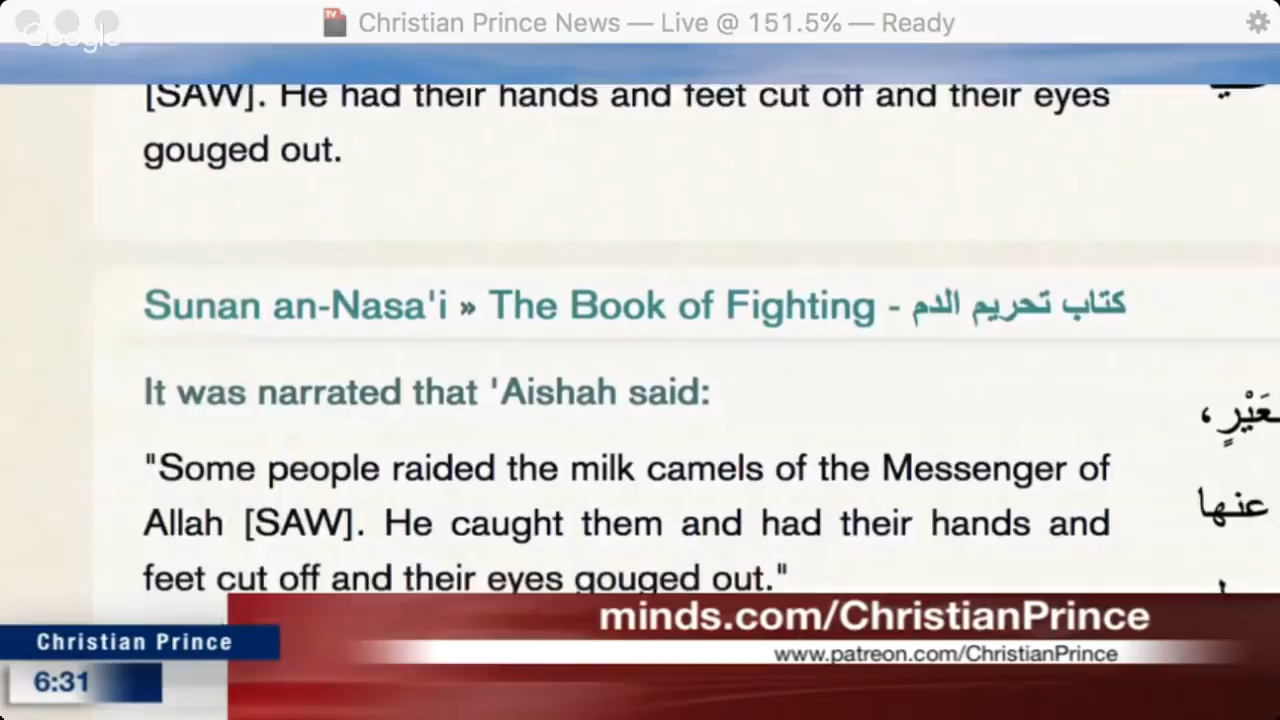 Christian Prince News — Live @ 151.5% — Ready
Google
TV
[SAW]. He had their hands and feet cut off and their eyes
gouged out.
Sunan an-Nasa'i » The Book of Fighting - كتاب تحريم الدم
It was narrated that 'Aishah said:
"Some people raided the milk camels of the Messenger of
Allah [SAW]. He caught them and had their hands and
feet cut off and their eyes gouged out."
عنها
minds.com/ChristianPrince
www.patreon.com/ChristianPrince
Christian Prince
6:31